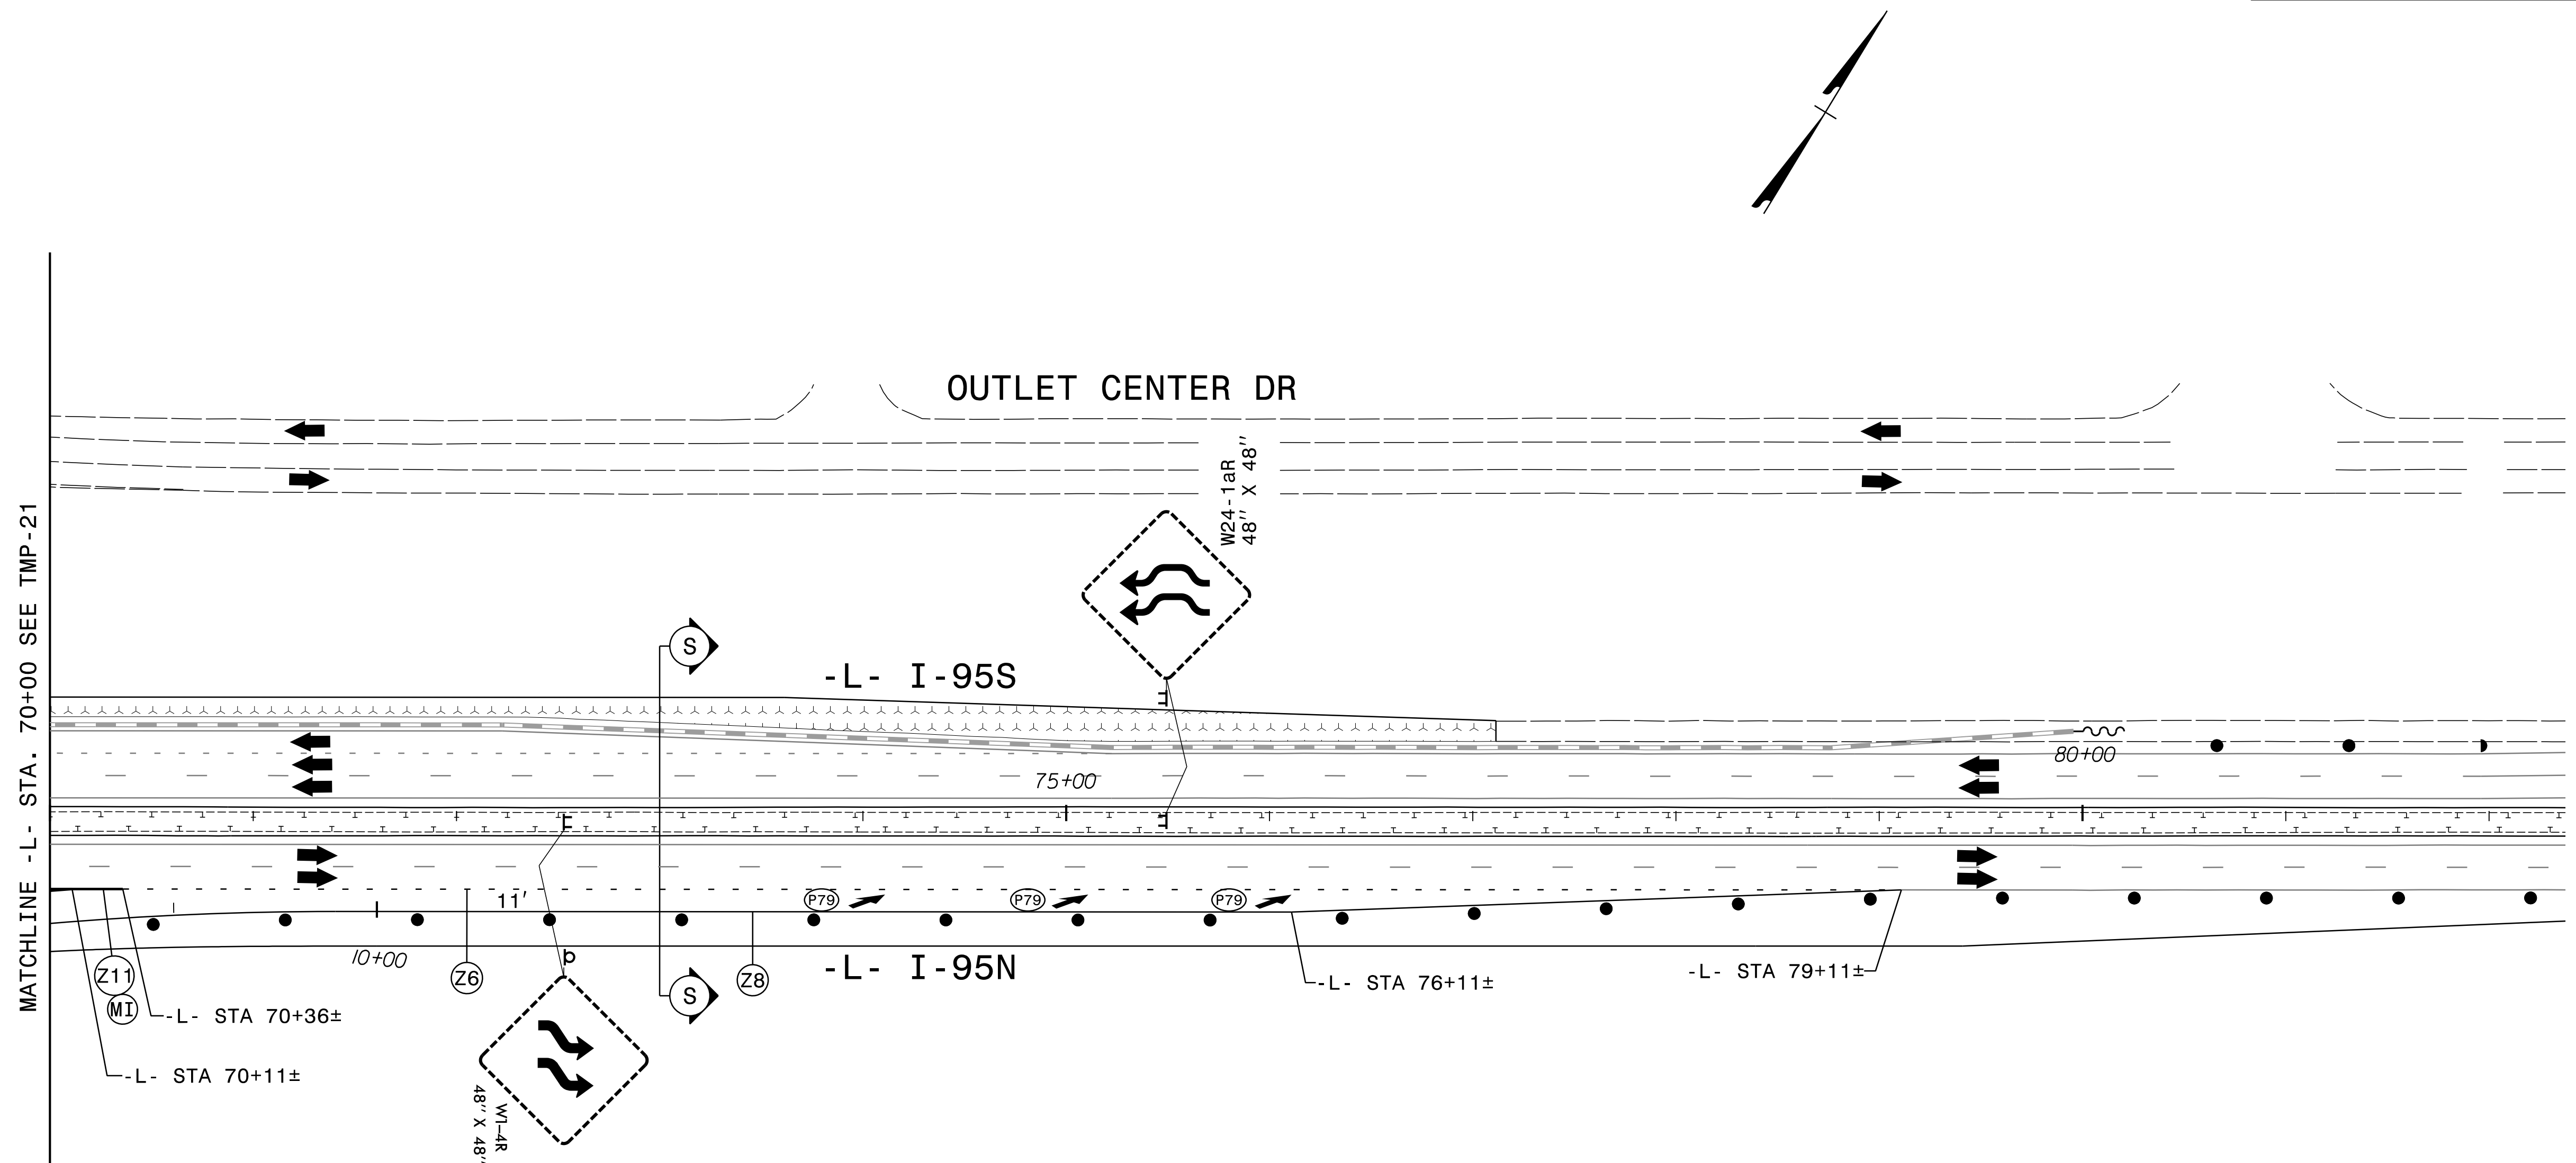 OUTLET CENTER DR
W24-1aR
48'' X 48''
MATCHLINE -L- STA. 70+00 SEE TMP-21
S
-L- I-95S
75+00
80+00
11'
P79
P79
P79
10+00
Z11
MI
Z6
S
Z8
-L- I-95N
-L- STA 76+11±
-L- STA 79+11±
-L- STA 70+36±
-L- STA 70+11±
W1-4R
48'' X 48''